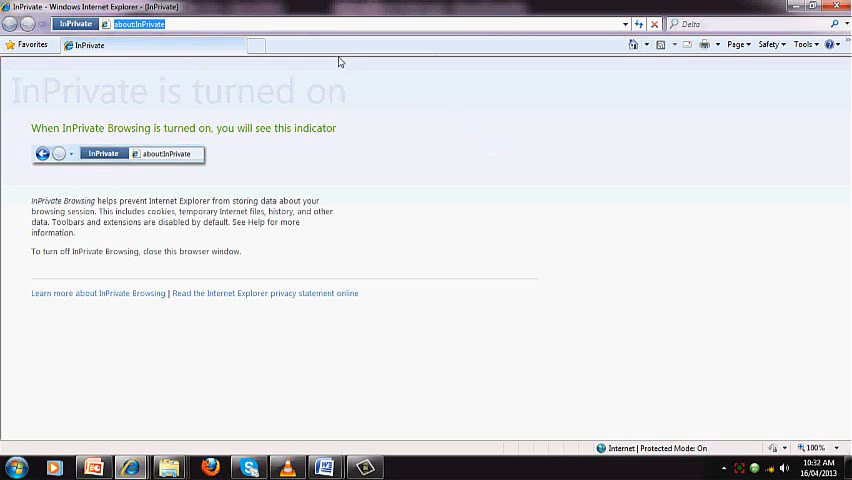 InPrivate - Windows Internet Explorer - [InPrivate]
InPrivate about:InPrivate Delta
Favorites InPrivate Page Safety Tools
InPrivate is turned on
When InPrivate Browsing is turned on, you will see this indicator
InPrivate about:InPrivate
InPrivate Browsing helps prevent Internet Explorer from storing data about your
browsing session. This includes cookies, temporary Internet files, history, and other
data. Toolbars and extensions are disabled by default. See Help for more
information.
To turn off InPrivate Browsing, close this browser window.
Learn more about InPrivate Browsing | Read the Internet Explorer privacy statement online
Internet | Protected Mode: On 100%
10:32 AM
16/04/2013